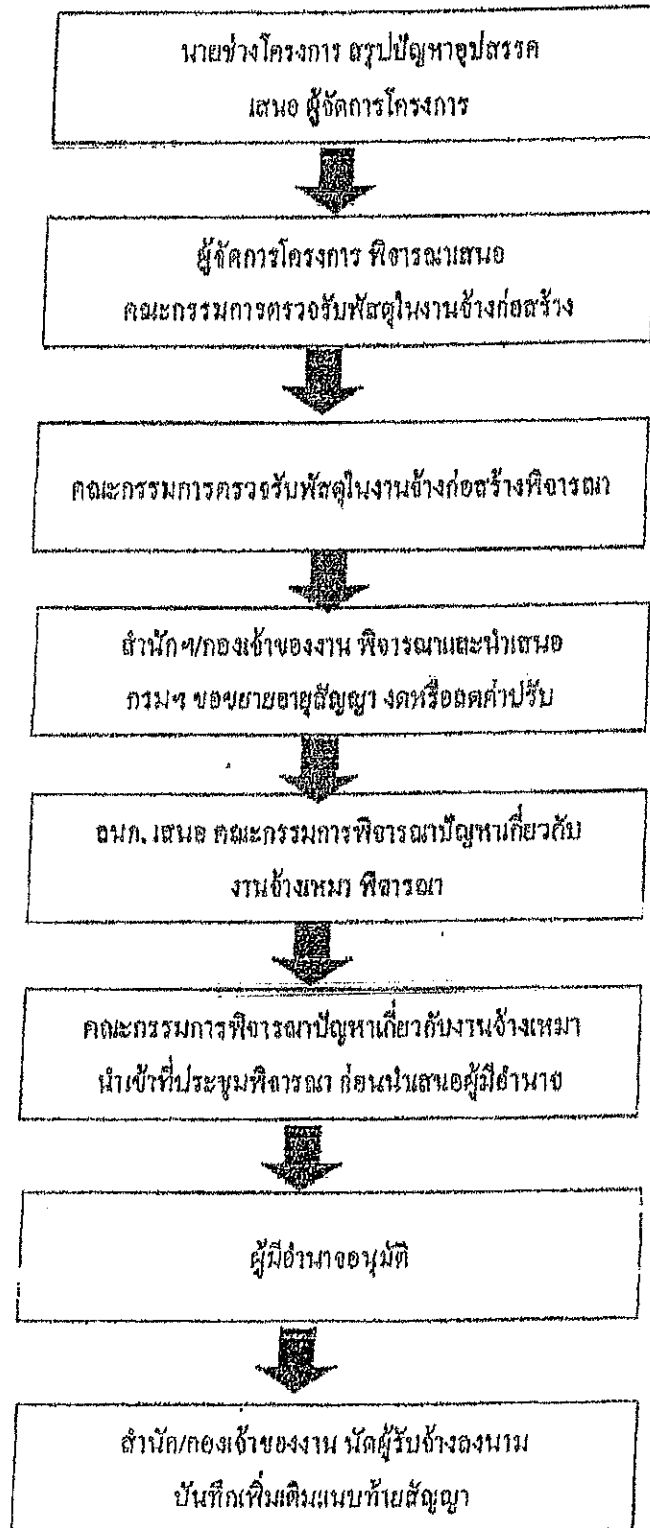 นายช่างโครงการ สรุปปัญหาอุปสรรค
เสนอ ผู้จัดการโครงการ
ผู้จัดการโครงการ พิจารณาเสนอ
คณะกรรมการตรวจรับพัสดุในงานจ้างก่อสร้าง
คณะกรรมการตรวจรับพัสดุในงานจ้างก่อสร้างพิจารณา
สำนักฯ/กองเจ้าของงาน พิจารณาและนำเสนอ
กรมฯ ขอขยายอายุสัญญา งดหรือลดค่าปรับ
เสนอ คณะกรรมการพิจารณาปัญหาเกี่ยวกับ
งานจ้างเหมา พิจารณา
คณะกรรมการพิจารณาปัญหาเกี่ยวกับงานจ้างเหมา
นำเข้าที่ประชุมพิจารณา ก่อนนำเสนอผู้มีอำนาจ
ผู้มีอำนาจอนุมัติ
สำนัก/กองเจ้าของงาน นัดผู้รับจ้างลงนาม
บันทึกเพิ่มเติมแนบท้ายสัญญา